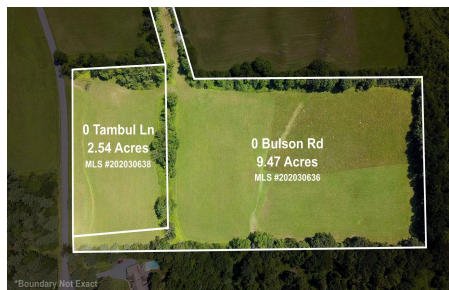 0 Tambul Ln
2.54 Acres
MLS #202030638
0 Bulson Rd
9.47 Acres
MLS #202030636
*Boundary Not Exact